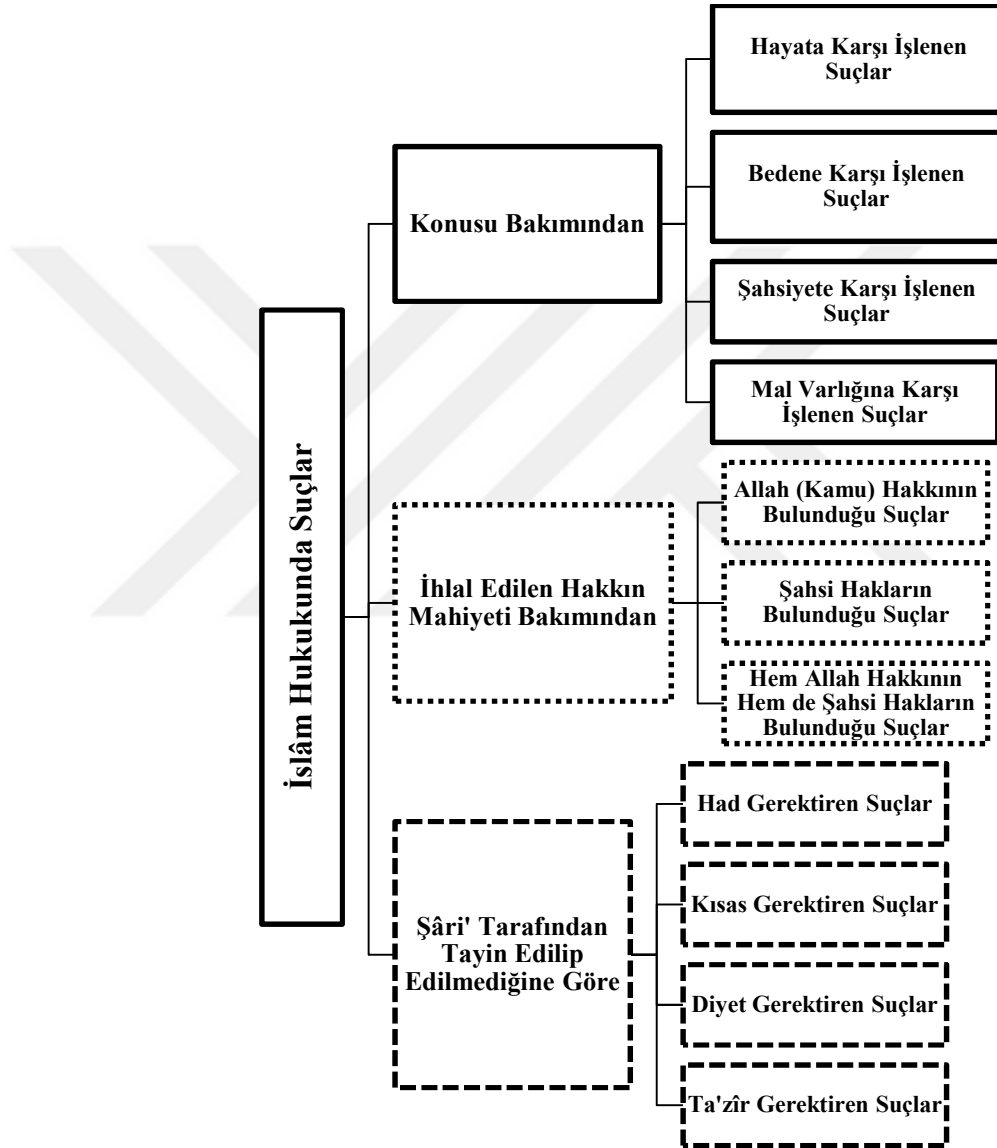 İslâm Hukukunda Suçlar
Konusu Bakımından
Hayata Karşı İşlenen
Suçlar
Bedene Karşı İşlenen
Suçlar
Şahsiyete Karşı İşlenen
Suçlar
Mal Varlığına Karşı
İşlenen Suçlar
İhlal Edilen Hakkın
Mahiyeti Bakımından
Allah (Kamu) Hakkının
Bulunduğu Suçlar
Şahsi Hakların
Bulunduğu Suçlar
Hem Allah Hakkının
Hem de Şahsi Hakların
Bulunduğu Suçlar
Şâri' Tarafından
Tayin Edilip
Edilmediğine Göre
Had Gerektiren Suçlar
Kısas Gerektiren Suçlar
Diyet Gerektiren Suçlar
Ta'zîr Gerektiren Suçlar